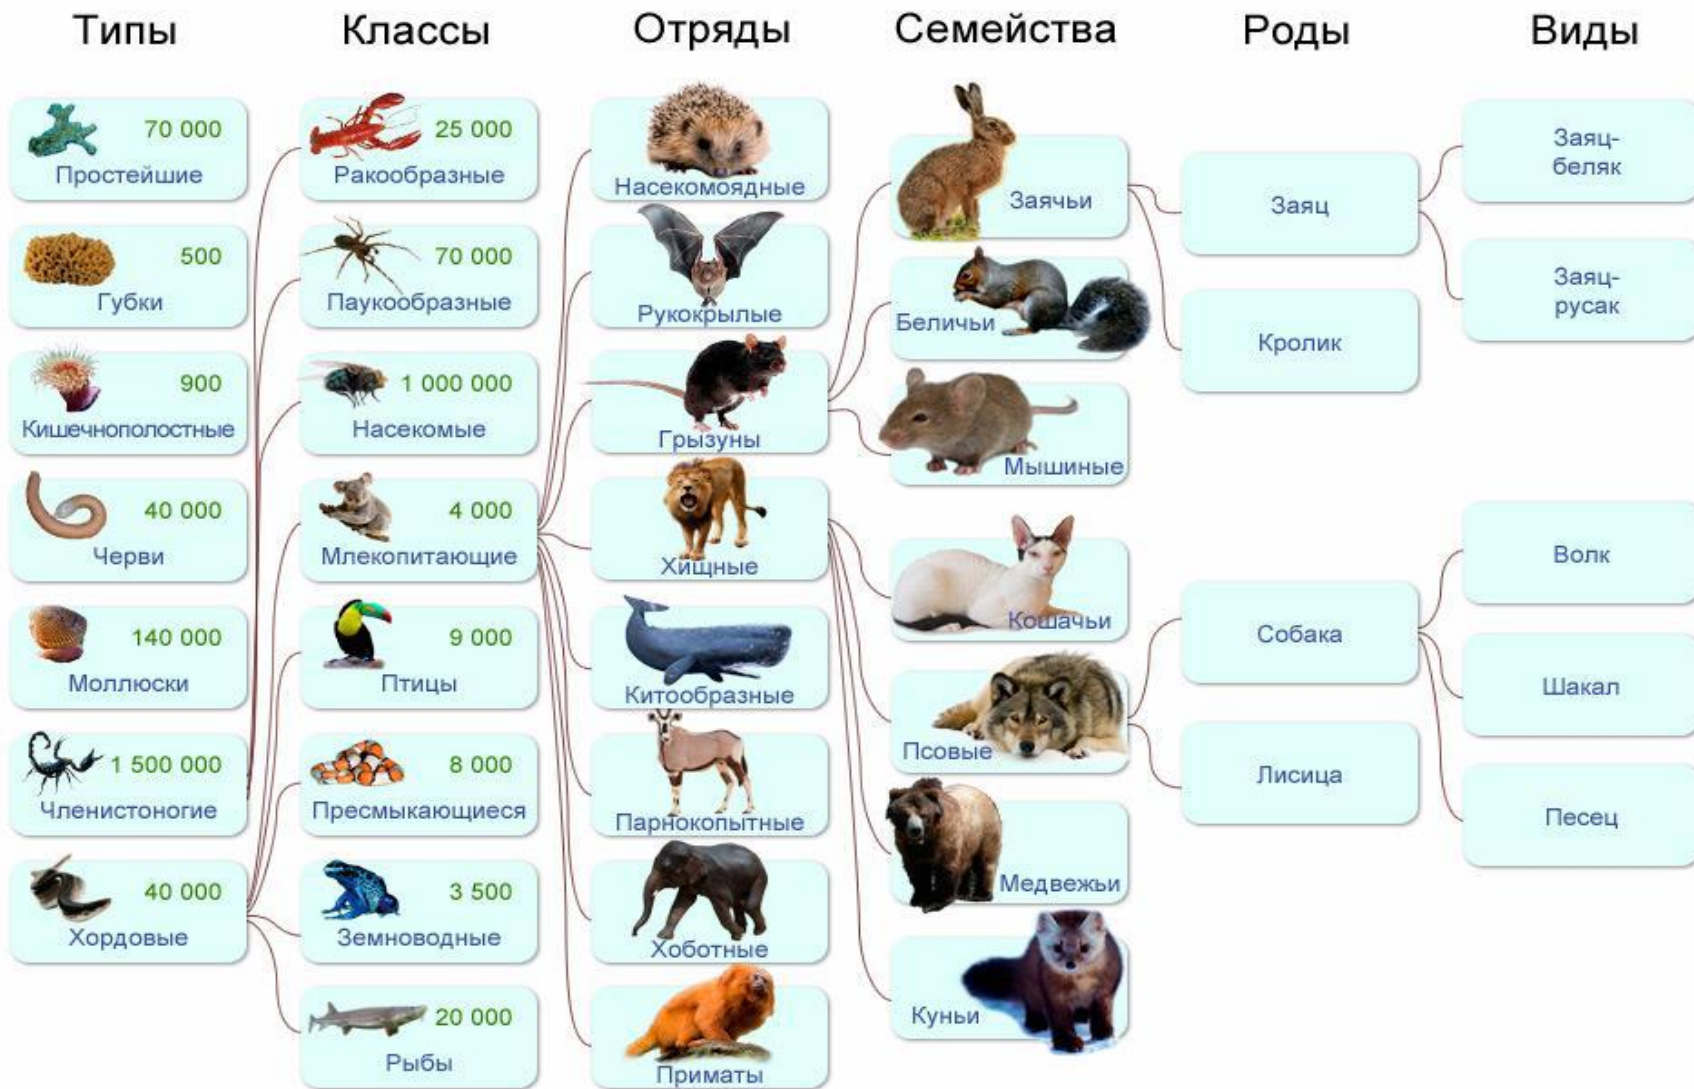 Типы
Классы
Отряды
Семейства
Роды
Виды
70 000
Простейшие
500
Губки
900
Кишечнополостные
40 000
Черви
140 000
Моллюски
1 500 000
Членистоногие
40 000
Хордовые
25 000
Ракообразные
70 000
Паукообразные
1 000 000
Насекомые
4 000
Млекопитающие
9 000
Птицы
8 000
Пресмыкающиеся
3 500
Земноводные
20 000
Рыбы
Насекомоядные
Рукокрылые
Грызуны
Хищные
Китообразные
Парнокопытные
Хоботные
Приматы
Заячьи
Беличьи
Мышиные
Кошачьи
Псовые
Медвежьи
Куньи
Заяц
Кролик
Собака
Лисица
Заяц-
беляк
Заяц-
русак
Волк
Шакал
Песец